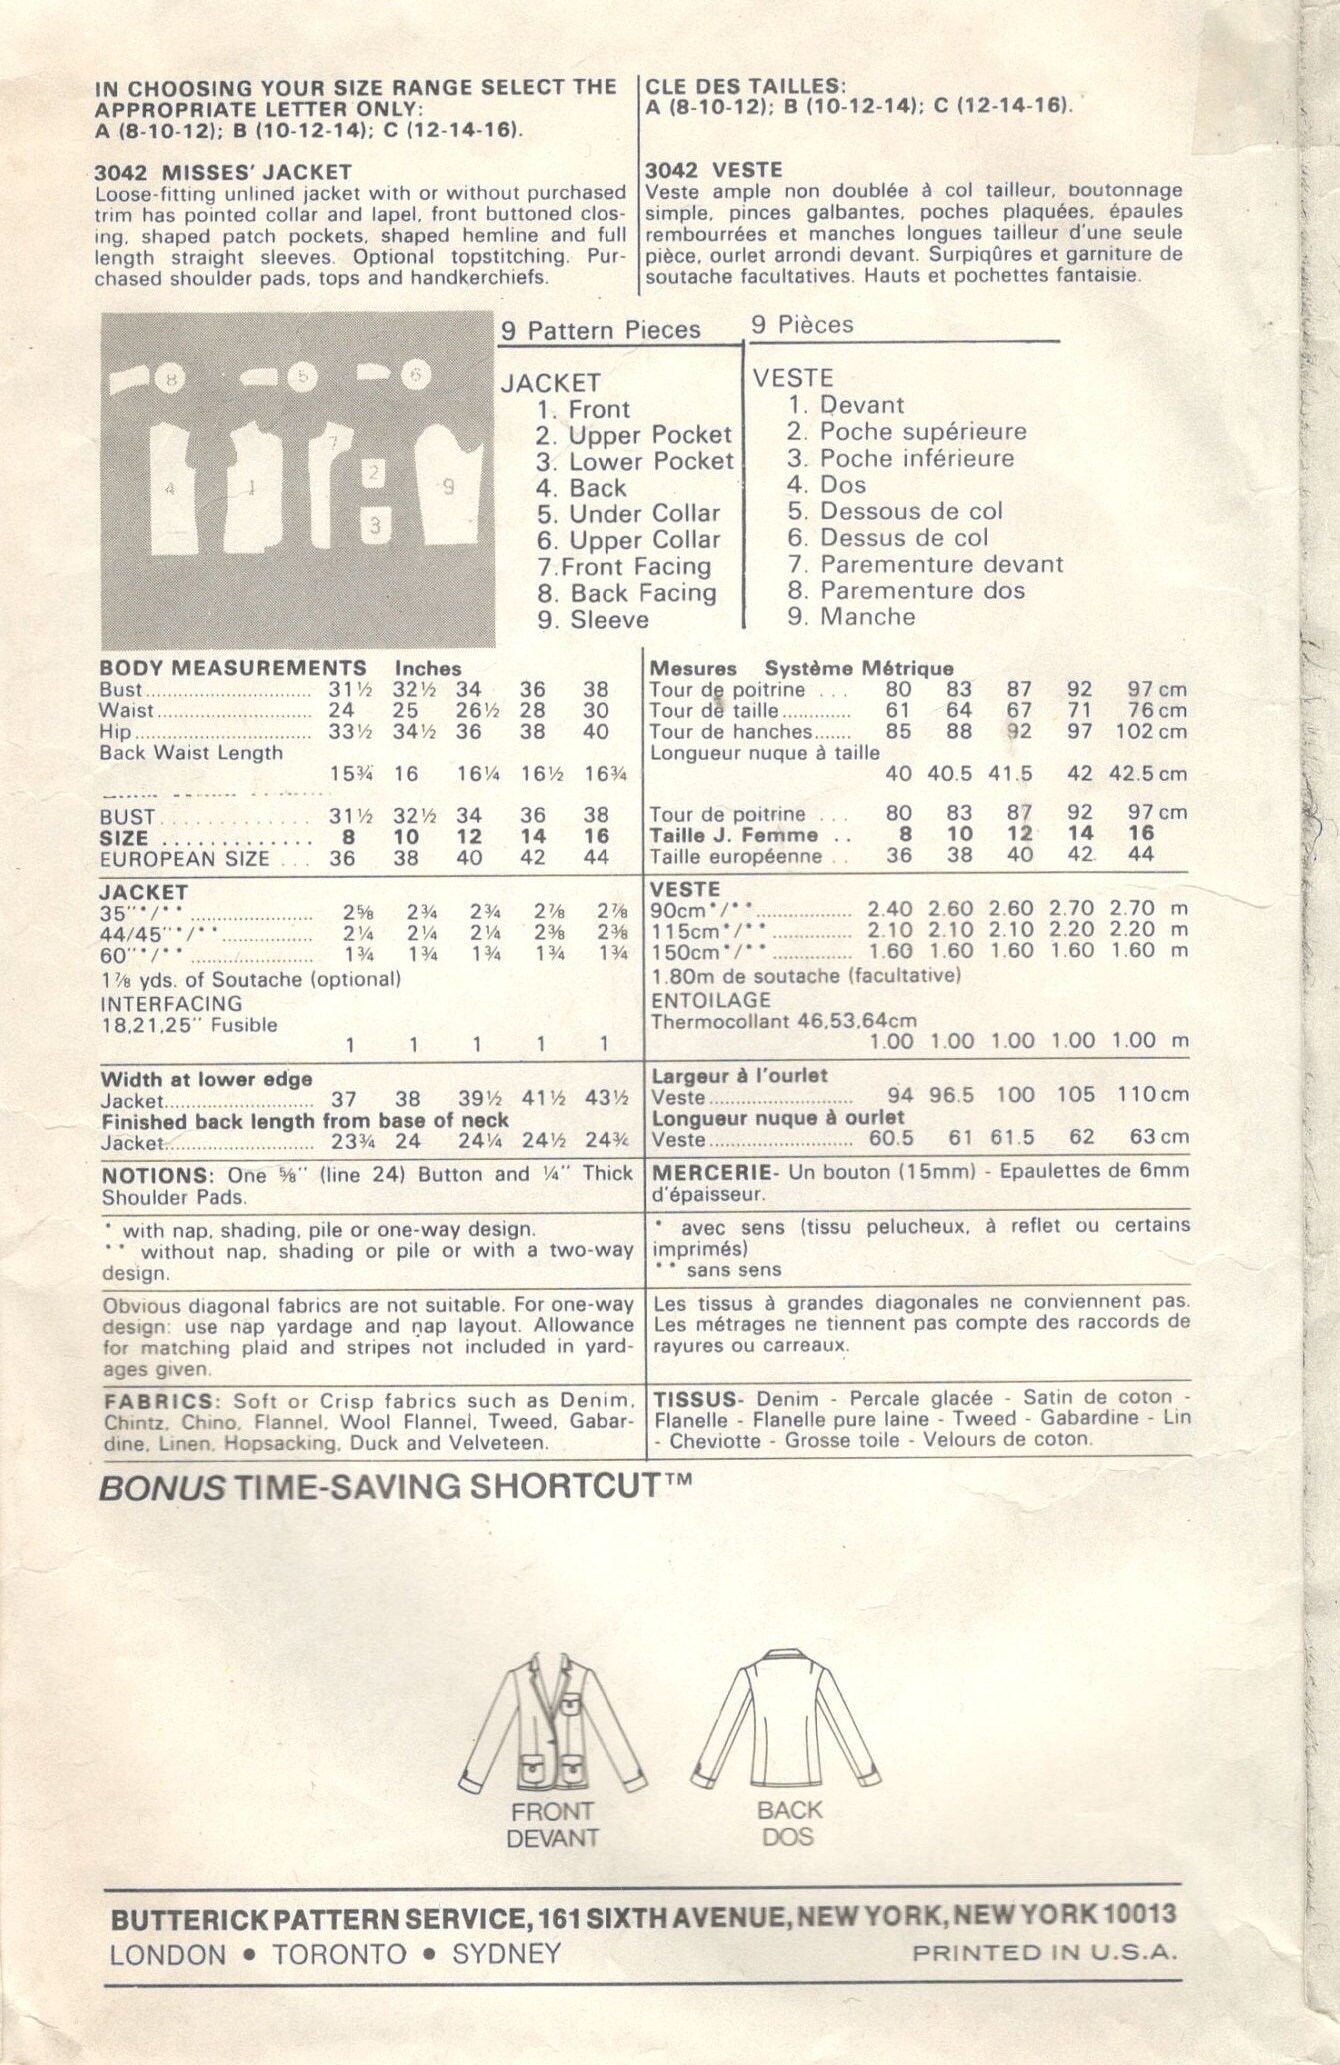 IN CHOOSING YOUR SIZE RANGE SELECT THE
APPROPRIATE LETTER ONLY:
A (8-10-12); B (10-12-14); C (12-14-16).
3042 MISSES' JACKET
Loose-fitting unlined jacket with or without purchased
trim has pointed collar and lapel, front buttoned clos-
ing, shaped patch pockets, shaped hemline and full
length straight sleeves. Optional topstitching. Pur-
chased shoulder pads, tops and handkerchiefs.
CLE DES TAILLES:
A (8-10-12); B (10-12-14); C (12-14-16).
3042 VESTE
Veste ample non doublée à col tailleur, boutonnage
simple, pinces galbantes, poches plaquées, épaules
rembourrées et manches longues tailleur d'une seule
pièce, ourlet arrondi devant. Surpiqûres et garniture de
soutache facultatives. Hauts et pochettes fantaisie.
8 5 6
4 1 7 2 3 9
9 Pattern Pieces
JACKET
1. Front
2. Upper Pocket
3. Lower Pocket
4. Back
5. Under Collar
6. Upper Collar
7.Front Facing
8. Back Facing
9. Sleeve
9 Pièces
VESTE
1. Devant
2. Poche supérieure
3. Poche inférieure
4. Dos
5. Dessous de col
6. Dessus de col
7. Parementure devant
8. Parementure dos
9. Manche
BODY MEASUREMENTS Inches
Bust 31½ 32½ 34 36 38
Waist 24 25 26½ 28 30
Hip 33½ 34½ 36 38 40
Back Waist Length
15¾ 16 16¼ 16½ 16¾
BUST 31½ 32½ 34 36 38
SIZE 8 10 12 14 16
EUROPEAN SIZE 36 38 40 42 44
JACKET
35"*/** 2⅝ 2¾ 2¾ 2⅞ 2⅞
44/45"*/** 2¼ 2¼ 2¼ 2⅜ 2⅜
60"*/** 1¾ 1¾ 1¾ 1¾ 1¾
1⅞ yds. of Soutache (optional)
INTERFACING
18,21,25" Fusible
1 1 1 1 1
Width at lower edge
Jacket 37 38 39½ 41½ 43½
Finished back length from base of neck
Jacket 23¾ 24 24¼ 24½ 24¾
NOTIONS: One ⅝" (line 24) Button and ¼" Thick
Shoulder Pads.
* with nap, shading, pile or one-way design.
** without nap, shading or pile or with a two-way
design.
Obvious diagonal fabrics are not suitable. For one-way
design: use nap yardage and nap layout. Allowance
for matching plaid and stripes not included in yard-
ages given.
FABRICS: Soft or Crisp fabrics such as Denim,
Chintz, Chino, Flannel, Wool Flannel, Tweed, Gabar-
dine, Linen, Hopsacking, Duck and Velveteen.
Mesures Système Métrique
Tour de poitrine 80 83 87 92 97 cm
Tour de taille 61 64 67 71 76 cm
Tour de hanches 85 88 92 97 102 cm
Longueur nuque à taille
40 40.5 41.5 42 42.5 cm
Tour de poitrine 80 83 87 92 97 cm
Taille J. Femme 8 10 12 14 16
Taille européenne 36 38 40 42 44
VESTE
90cm*/** 2.40 2.60 2.60 2.70 2.70 m
115cm*/** 2.10 2.10 2.10 2.20 2.20 m
150cm*/** 1.60 1.60 1.60 1.60 1.60 m
1.80m de soutache (facultative)
ENTOILAGE
Thermocollant 46,53,64cm
1.00 1.00 1.00 1.00 1.00 m
Largeur à l'ourlet
Veste 94 96.5 100 105 110 cm
Longueur nuque à ourlet
Veste 60.5 61 61.5 62 63 cm
MERCERIE- Un bouton (15mm) - Epaulettes de 6mm
d'épaisseur.
* avec sens (tissu pelucheux, à reflet ou certains
imprimés)
** sans sens
Les tissus à grandes diagonales ne conviennent pas.
Les métrages ne tiennent pas compte des raccords de
rayures ou carreaux.
TISSUS- Denim - Percale glacée - Satin de coton -
Flanelle - Flanelle pure laine - Tweed - Gabardine - Lin
- Cheviotte - Grosse toile - Velours de coton.
BONUS TIME-SAVING SHORTCUT™
FRONT
DEVANT
BACK
DOS
BUTTERICK PATTERN SERVICE, 161 SIXTH AVENUE, NEW YORK, NEW YORK 10013
LONDON • TORONTO • SYDNEY PRINTED IN U.S.A.